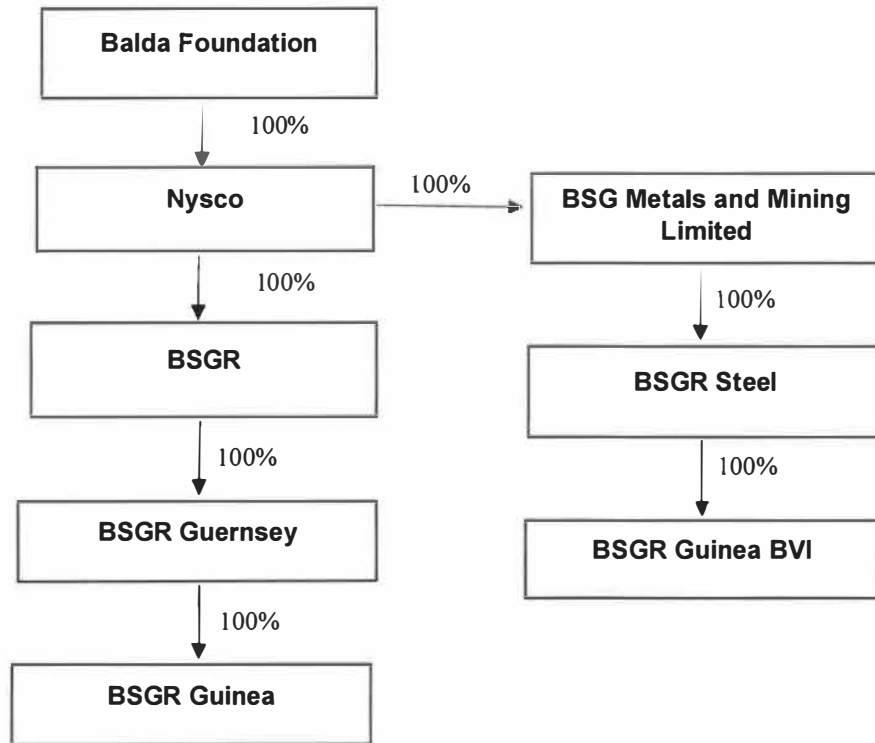 Balda Foundation
100%
Nysco
100%
BSG Metals and Mining
Limited
100%
100%
BSGR
BSGR Steel
100%
100%
BSGR Guernsey
BSGR Guinea BVI
100%
BSGR Guinea